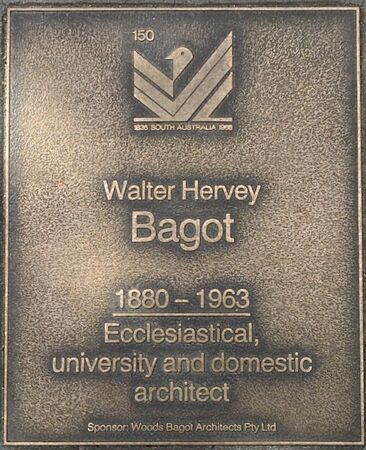 150
1836 SOUTH AUSTRALIA 1986
Walter Hervey
Bagot
1880 – 1963
Ecclesiastical,
university and domestic
architect
Sponsor: Woods Bagot Architects Pty Ltd